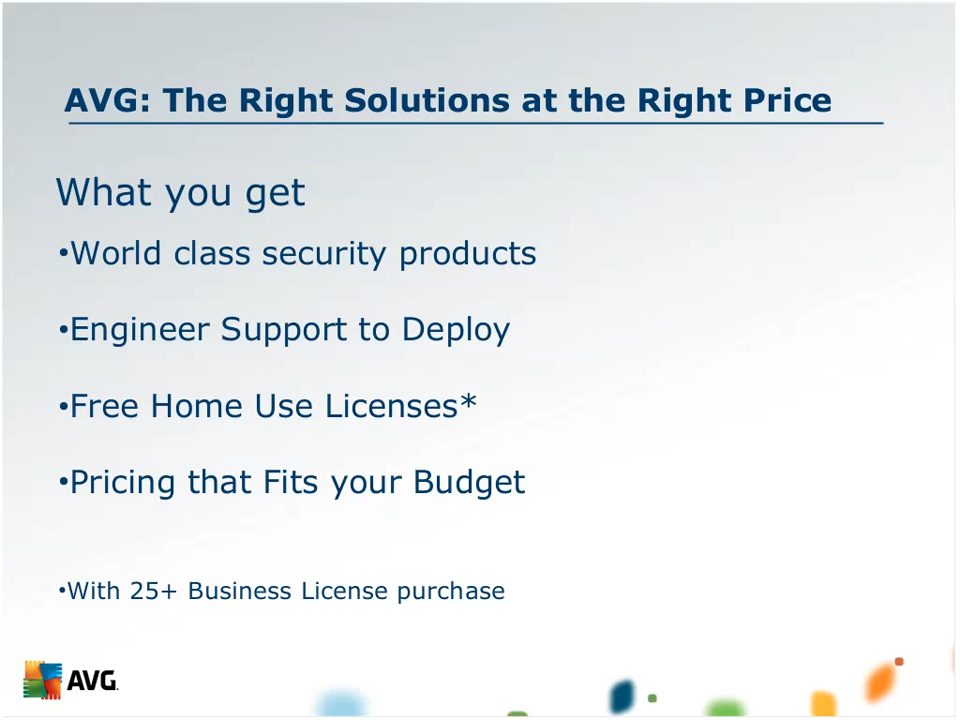 AVG: The Right Solutions at the Right Price
What you get
•World class security products
•Engineer Support to Deploy
•Free Home Use Licenses*
•Pricing that Fits your Budget
•With 25+ Business License purchase
AVG.